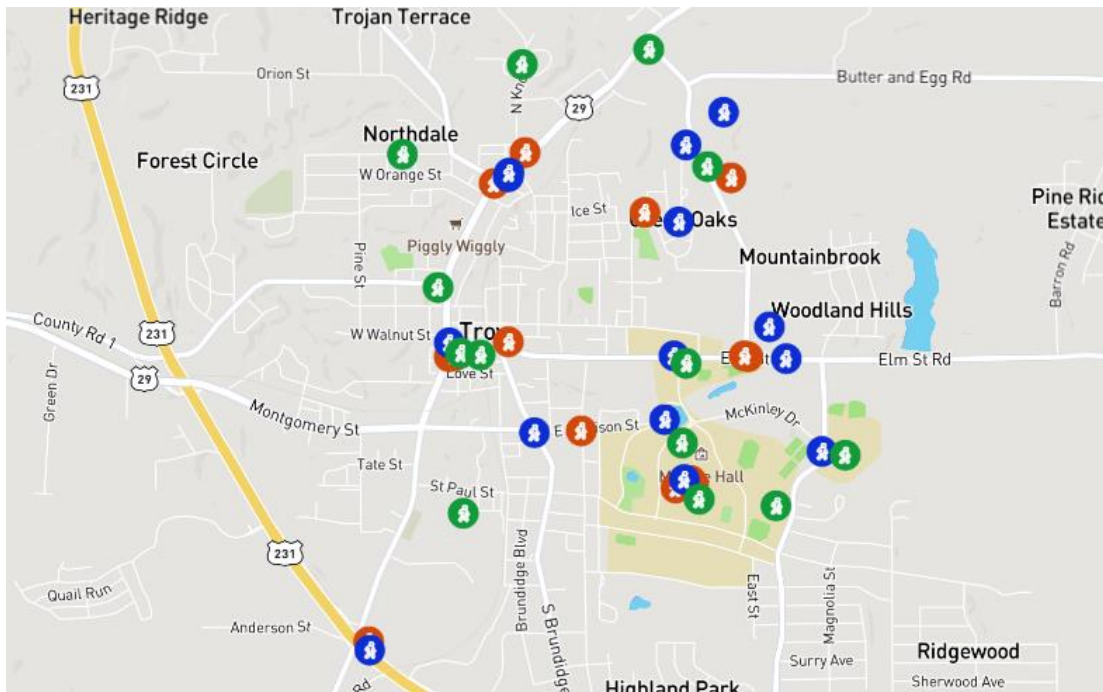 Heritage Ridge
Trojan Terrace
Orion St
231
N Kno
29
Butter and Egg Rd
Northdale
Forest Circle
W Orange St
Ice St
Oaks
Pine Rid
Estate
Piggly Wiggly
Pine St
Mountainbrook
Barron Rd
Woodland Hills
County Rd 1
231
W Walnut St
Troy
Elm St Rd
Love St
Green Dr
29
McKinley Dr
Montgomery St
E
ison St
Tate St
Hall
St Paul St
231
Brundidge Blvd
Quail Run
East St
Magnolia St
Anderson St
S Brundidge
Ridgewood
Surry Ave
Rd
Highland Park
Sherwood Ave